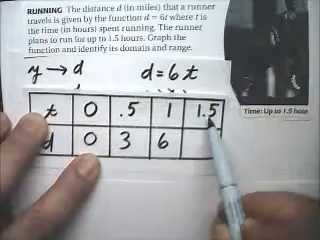 RUNNING The distance d (in miles) that a runner
travels is given by the function d = 6t where t is
the time (in hours) spent running. The runner
plans to run for up to 1.5 hours. Graph the
function and identify its domain and range.
y → d d = 6t
t 0 .5 1 1.5
d 0 3 6
Time: Up to 1.5 hours